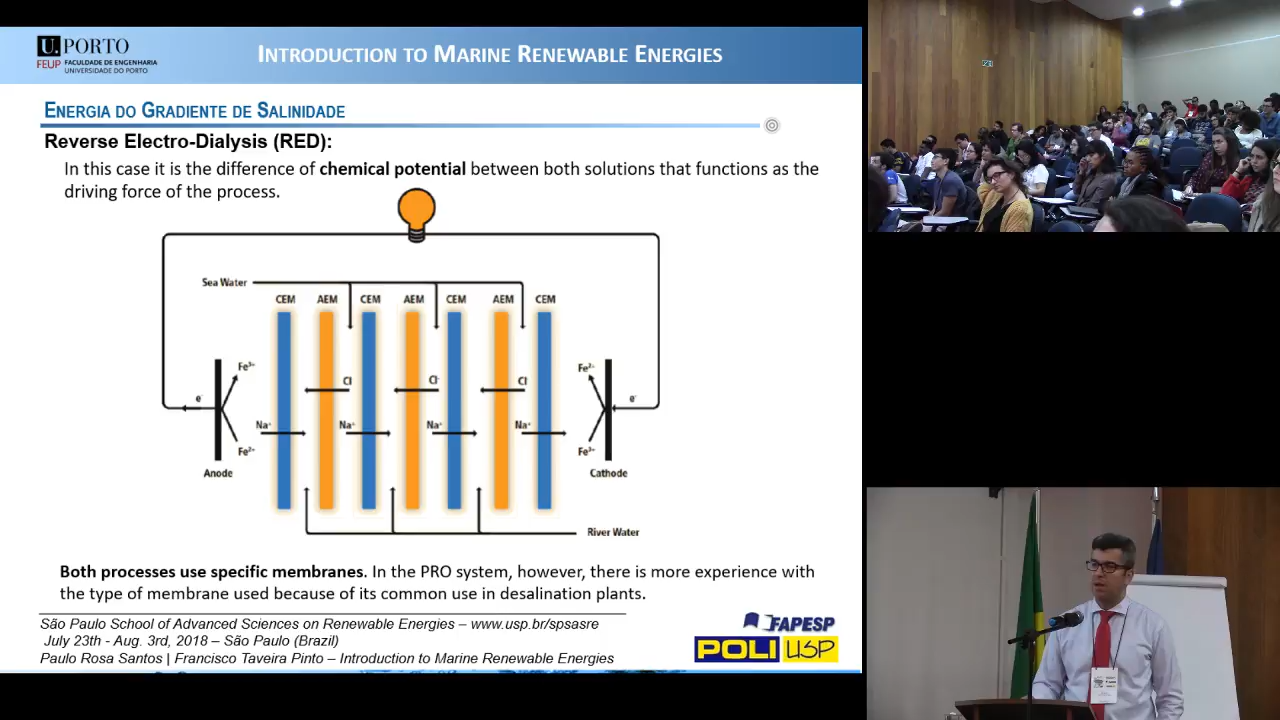 U.PORTO
FEUP FACULDADE DE ENGENHARIA
UNIVERSIDADE DO PORTO
INTRODUCTION TO MARINE RENEWABLE ENERGIES
ENERGIA DO GRADIENTE DE SALINIDADE
Reverse Electro-Dialysis (RED):
In this case it is the difference of chemical potential between both solutions that functions as the
driving force of the process.
Sea Water
CEM AEM CEM AEM CEM AEM CEM
Fe³⁺ Cl Cl⁻ Cl Fe²⁺
e⁻ e⁻
Na⁺ Na⁺ Na⁺ Na⁺
Fe²⁺ Fe³⁺
Anode Cathode
River Water
Both processes use specific membranes. In the PRO system, however, there is more experience with
the type of membrane used because of its common use in desalination plants.
São Paulo School of Advanced Sciences on Renewable Energies – www.usp.br/spsasre
July 23th - Aug. 3rd, 2018 – São Paulo (Brazil)
Paulo Rosa Santos | Francisco Taveira Pinto – Introduction to Marine Renewable Energies
FAPESP
POLI USP